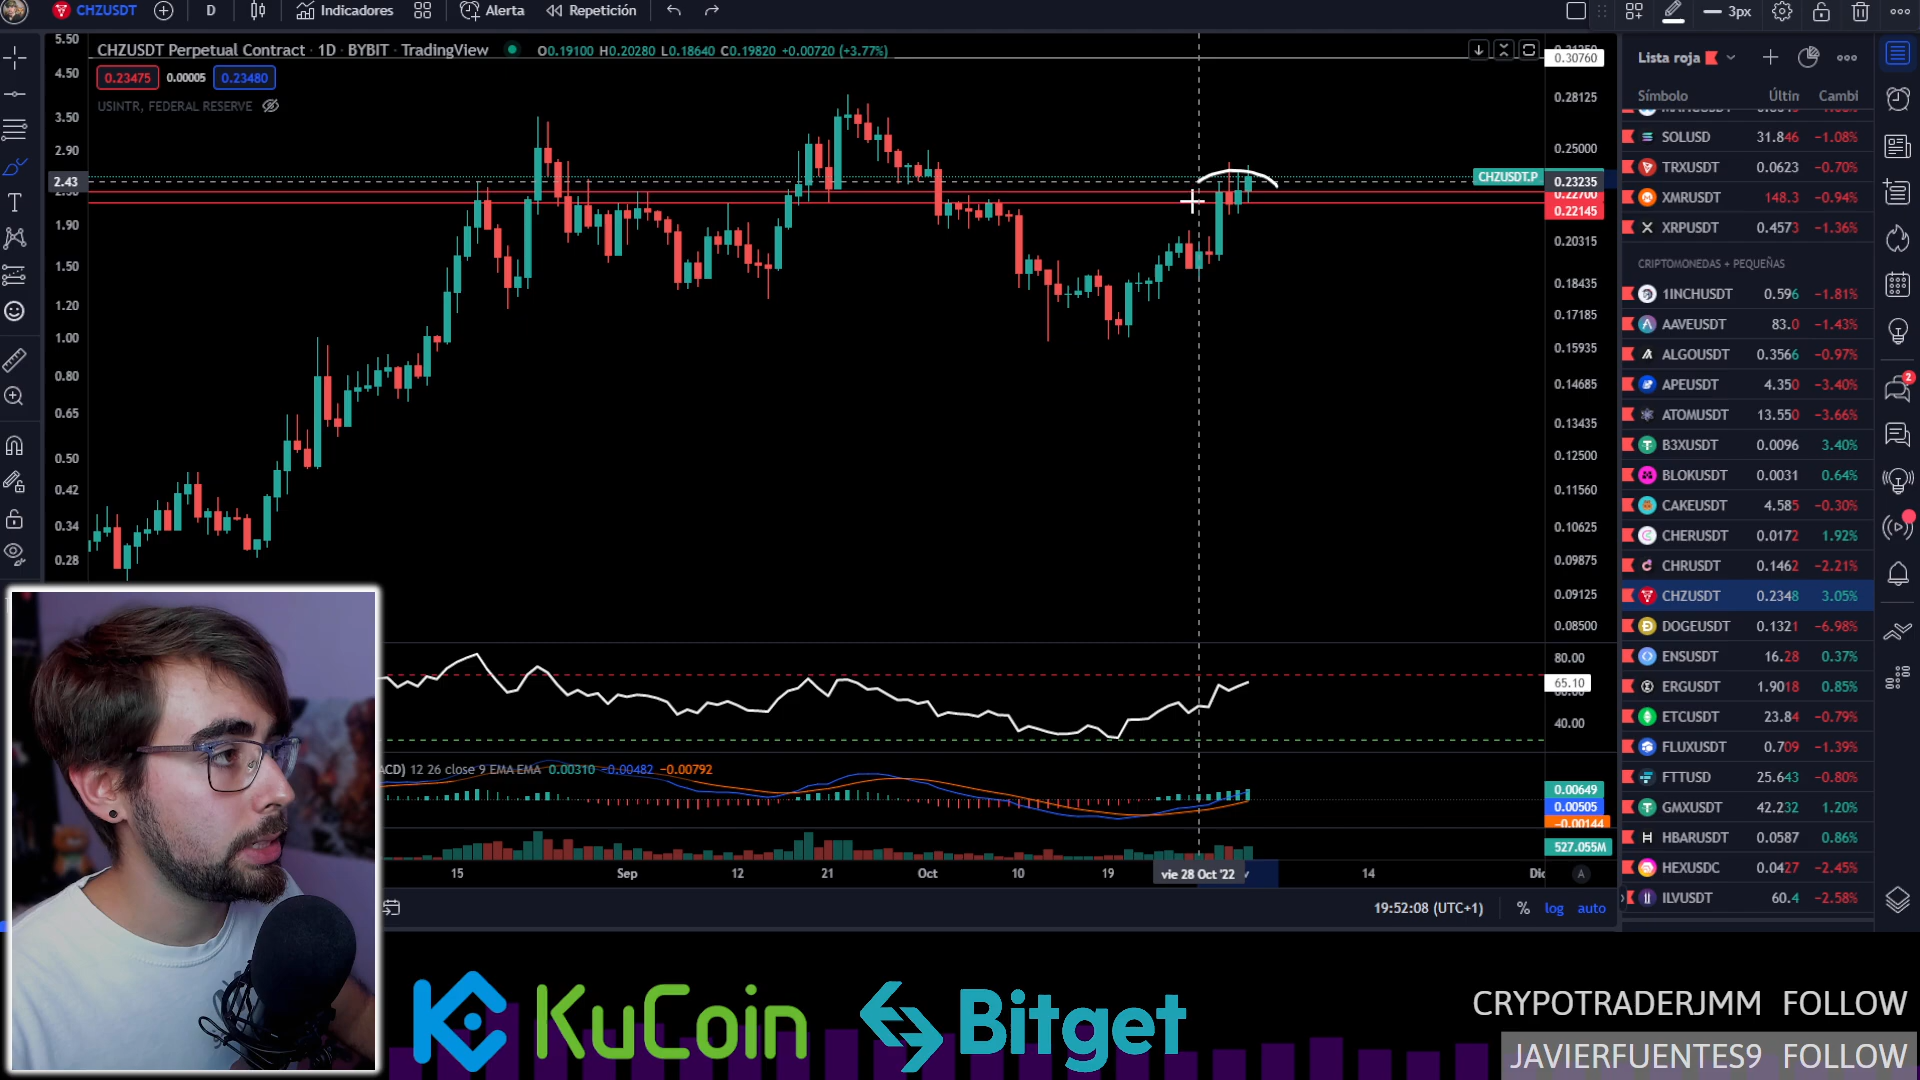 CHZUSDT D Indicadores Alerta Repetición 3px
CHZUSDT Perpetual Contract · 1D · BYBIT · TradingView O0.19100 H0.20280 L0.18640 C0.19820 +0.00720 (+3.77%)
0.23475 0.00005 0.23480
USINTR, FEDERAL RESERVE
5.50
4.50
3.50
2.90
2.43
1.90
1.50
1.20
1.00
0.80
0.65
0.50
0.42
0.34
0.28
0.30760
0.28125
0.25000
CHZUSDT.P
0.23235
0.22700
0.22145
0.20315
0.18435
0.17185
0.15935
0.14685
0.13435
0.12500
0.11560
0.10625
0.09875
0.09125
0.08500
80.00
65.10
40.00
ACD) 12 26 close 9 EMA EMA 0.00310 −0.00482 −0.00792
0.00649
0.00505
−0.00144
527.055M
15 Sep 12 21 Oct 10 19 vie 28 Oct '22 14 Dic
A
19:52:08 (UTC+1) % log auto
Lista roja
Símbolo Últin Cambi
SOLUSD 31.846 −1.08%
TRXUSDT 0.0623 −0.70%
XMRUSDT 148.3 −0.94%
XRPUSDT 0.4573 −1.36%
CRIPTOMONEDAS + PEQUEÑAS
1INCHUSDT 0.596 −1.81%
AAVEUSDT 83.0 −1.43%
ALGOUSDT 0.3566 −0.97%
APEUSDT 4.350 −3.40%
ATOMUSDT 13.550 −3.66%
B3XUSDT 0.0096 3.40%
BLOKUSDT 0.0031 0.64%
CAKEUSDT 4.585 −0.30%
CHERUSDT 0.0172 1.92%
CHRUSDT 0.1462 −2.21%
CHZUSDT 0.2348 3.05%
DOGEUSDT 0.1321 −6.98%
ENSUSDT 16.28 0.37%
ERGUSDT 1.9018 0.85%
ETCUSDT 23.84 −0.79%
FLUXUSDT 0.709 −1.39%
FTTUSD 25.643 −0.80%
GMXUSDT 42.232 1.20%
HBARUSDT 0.0587 0.86%
HEXUSDC 0.0427 −2.45%
ILVUSDT 60.4 −2.58%
2
KuCoin Bitget
CRYPOTRADERJMM FOLLOW
JAVIERFUENTES9 FOLLOW